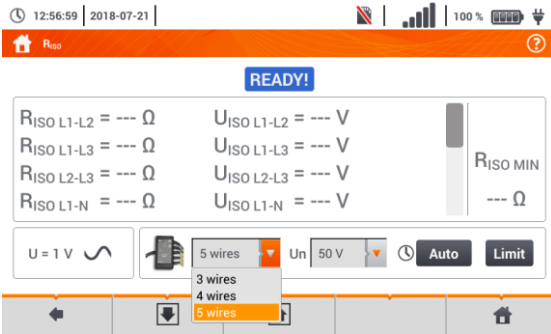 12:56:59 2018-07-21 100 %
RISO ?
READY!
RISO L1-L2 = --- Ω UISO L1-L2 = --- V
RISO L1-L3 = --- Ω UISO L1-L3 = --- V
RISO L2-L3 = --- Ω UISO L2-L3 = --- V
RISO L1-N = --- Ω UISO L1-N = --- V
RISO MIN
--- Ω
U = 1 V 5 wires Un 50 V Auto Limit
3 wires
4 wires
5 wires